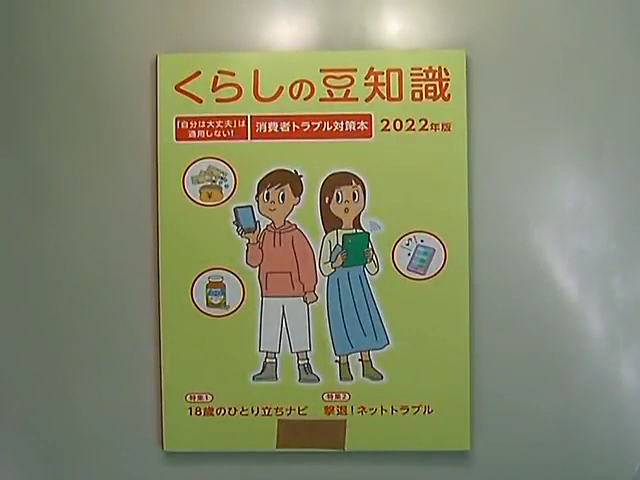 くらしの豆知識
「自分は大丈夫」は
通用しない!
消費者トラブル対策本
2022年版
特集1
18歳のひとり立ちナビ
特集2
撃退!ネットトラブル